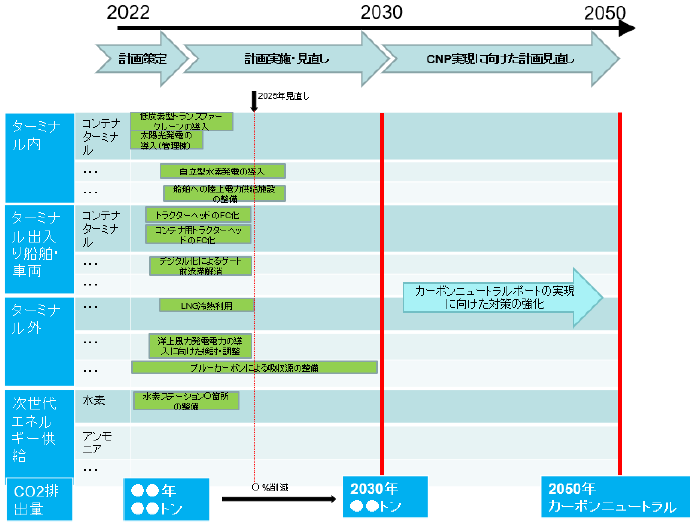 2022
2030
2050
計画策定
計画実施・見直し
CNP実現に向けた計画見直し
2025年見直し
ターミナ
ル内
コンテナ
ターミナ
ル
低炭素型トランスファー
クレーンの導入
太陽光発電の
導入(管理棟)
…
自立型水素発電の導入
…
船舶への陸上電力供給施設
の整備
ターミナ
ル出入
り船舶・
車両
コンテナ
ターミナ
ル
トラクターヘッドのFC化
コンテナ用トラクターヘッ
ドのFC化
…
デジタル化によるゲート
前渋滞解消
…
カーボンニュートラルポートの実現
に向けた対策の強化
ターミナ
ル外
…
LNG冷熱利用
…
洋上風力発電電力の導
入に向けた検討・調整
…
ブルーカーボンによる吸収源の整備
次世代
エネル
ギー供
給
水素
水素ステーション〇箇所
の整備
アンモ
ニア
…
CO2排
出量
●●年
●●トン
〇%削減
2030年
●●トン
2050年
カーボンニュートラル